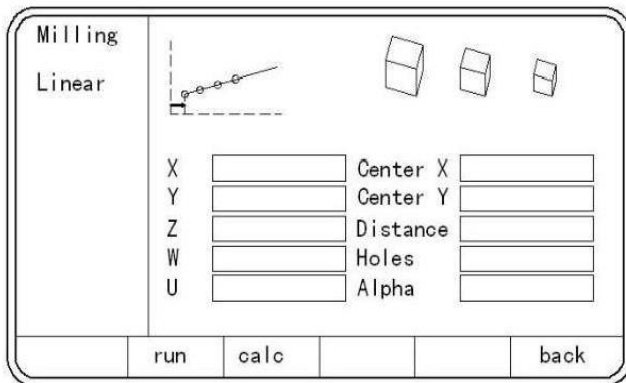 Milling
Linear
X Center X
Y Center Y
Z Distance
W Holes
U Alpha
run calc back